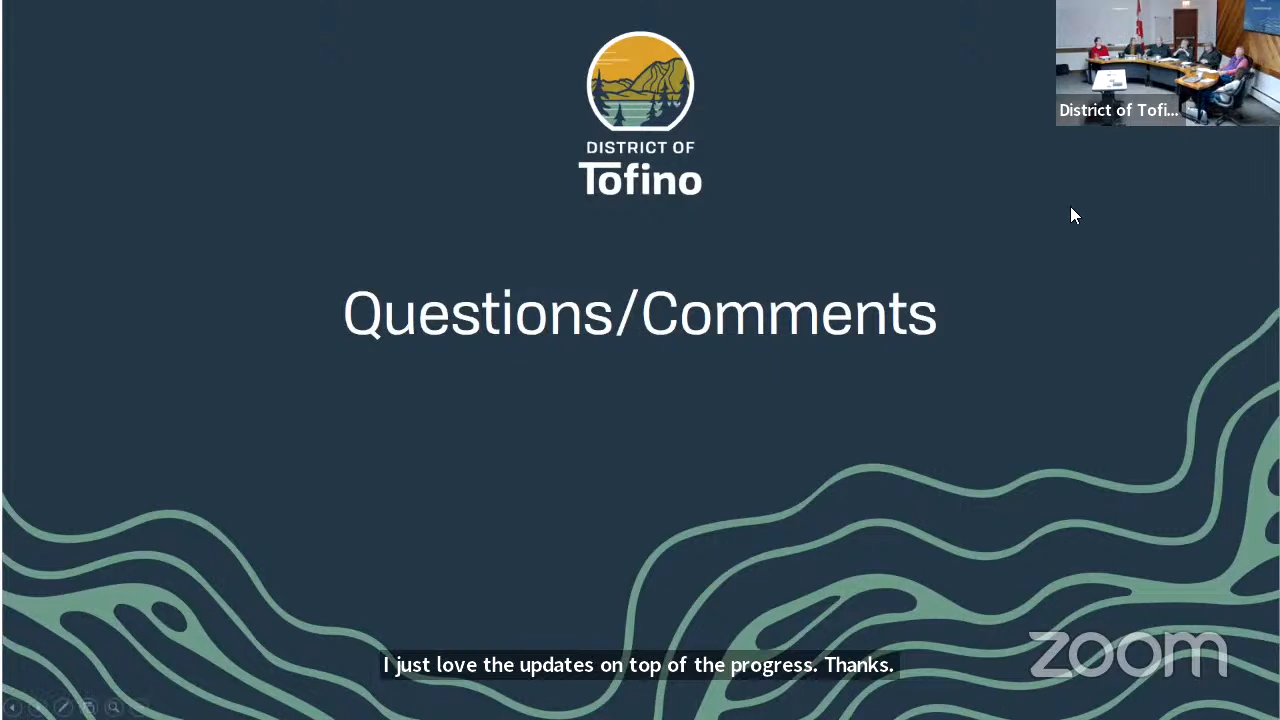 DISTRICT OF
Tofino
District of Tofi...
Questions/Comments
I just love the updates on top of the progress. Thanks.
zoom